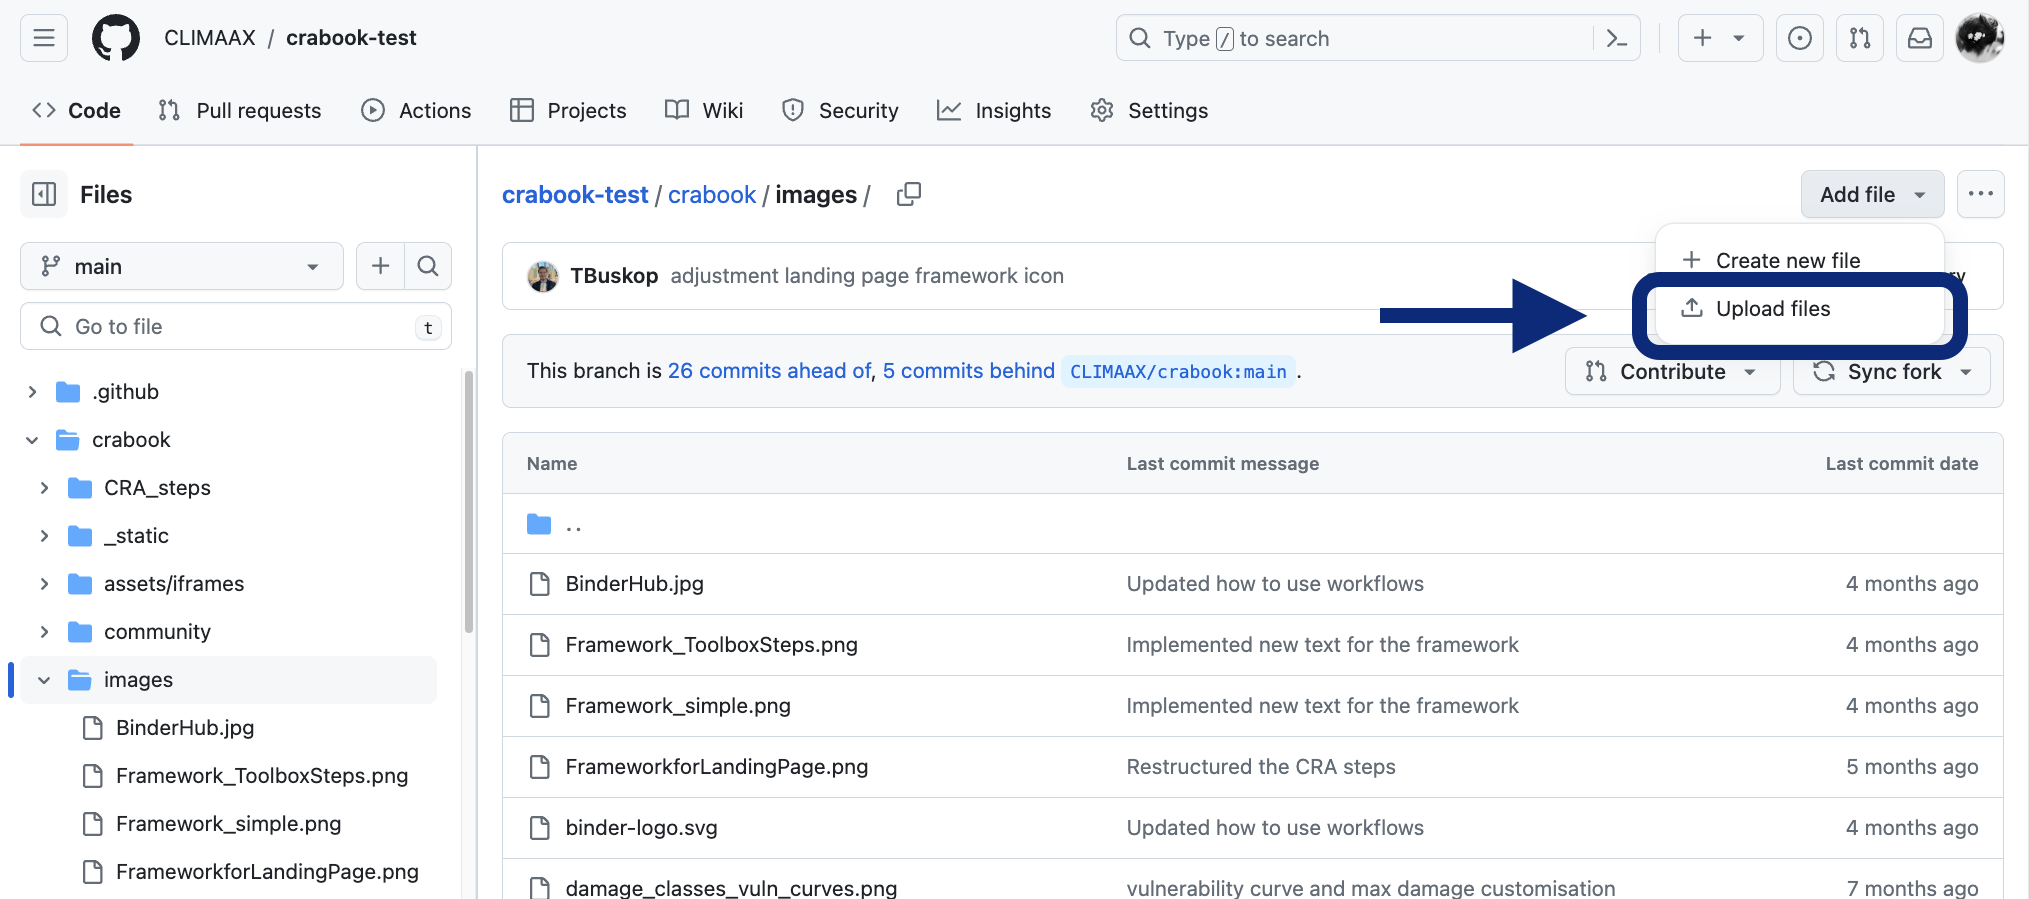 CLIMAAX / crabook-test
Type / to search
Code
Pull requests
Actions
Projects
Wiki
Security
Insights
Settings
Files
main
Go to file
t
.github
crabook
CRA_steps
_static
assets/iframes
community
images
BinderHub.jpg
Framework_ToolboxSteps.png
Framework_simple.png
FrameworkforLandingPage.png
crabook-test / crabook / images /
Add file
Create new file
Upload files
TBuskop adjustment landing page framework icon
This branch is 26 commits ahead of, 5 commits behind CLIMAAX/crabook:main .
Contribute
Sync fork
Name Last commit message Last commit date
..
BinderHub.jpg Updated how to use workflows 4 months ago
Framework_ToolboxSteps.png Implemented new text for the framework 4 months ago
Framework_simple.png Implemented new text for the framework 4 months ago
FrameworkforLandingPage.png Restructured the CRA steps 5 months ago
binder-logo.svg Updated how to use workflows 4 months ago
damage_classes_vuln_curves.png vulnerability curve and max damage customisation 7 months ago